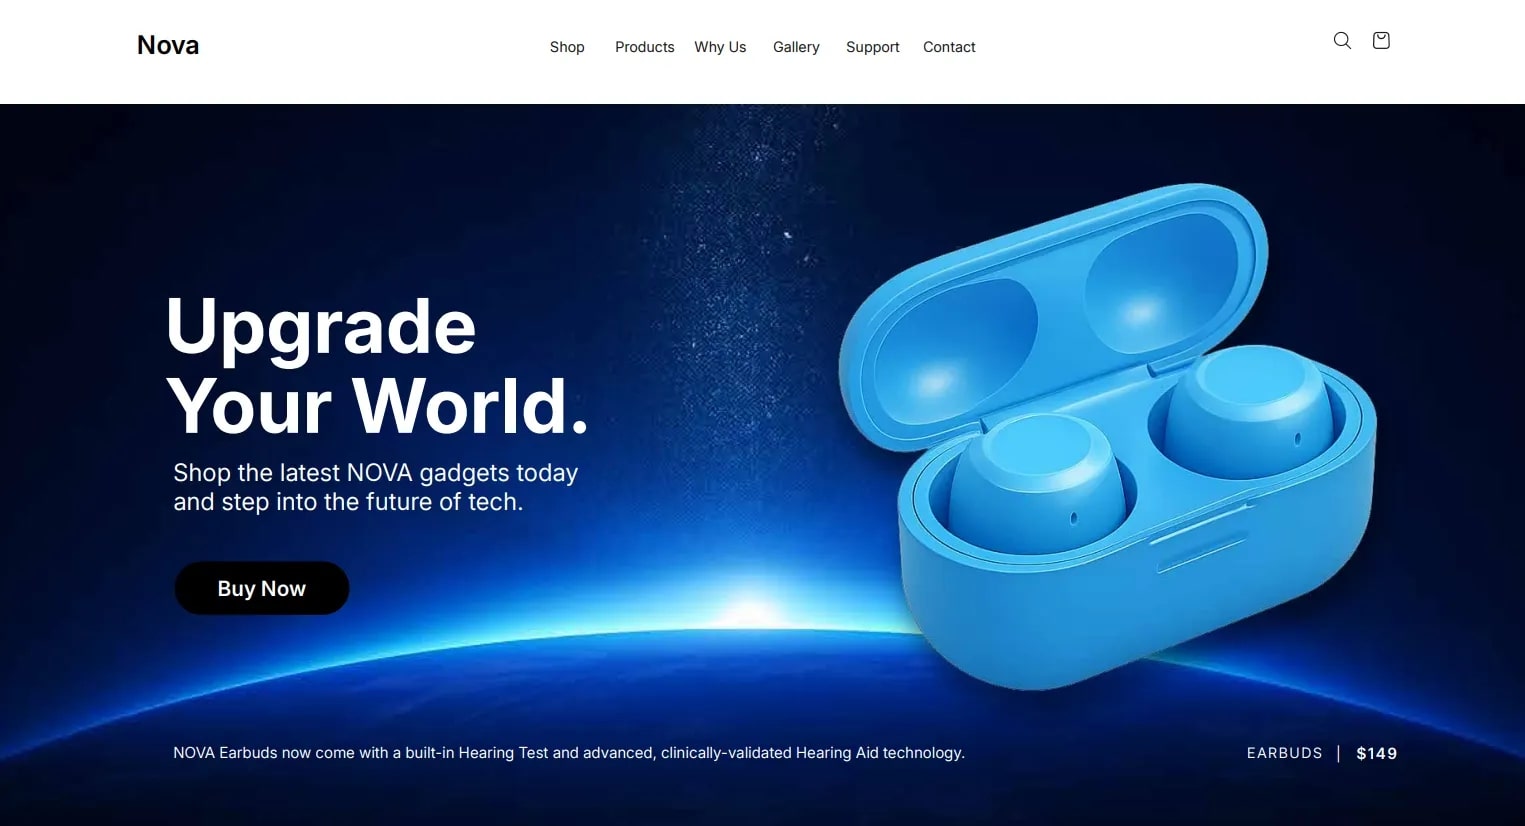 Nova
Shop Products Why Us Gallery Support Contact
Upgrade
Your World.
Shop the latest NOVA gadgets today
and step into the future of tech.
Buy Now
NOVA Earbuds now come with a built-in Hearing Test and advanced, clinically-validated Hearing Aid technology.
EARBUDS | $149